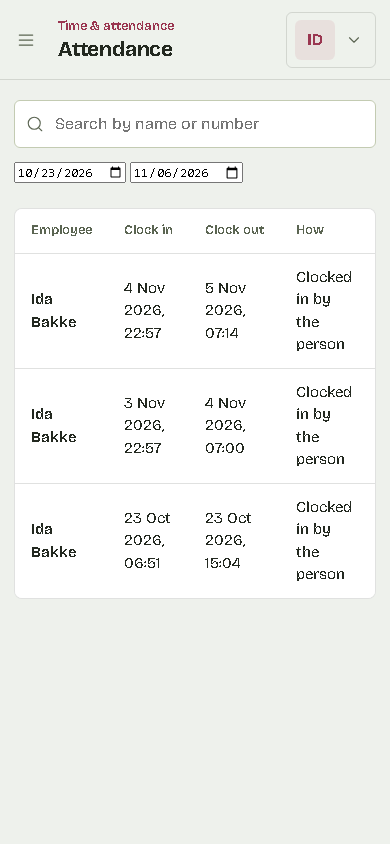 Time & attendance
Attendance
ID
Search by name or number
10/23/2026 11/06/2026
Employee Clock in Clock out How
Ida Bakke 4 Nov 2026, 22:57 5 Nov 2026, 07:14 Clocked in by the person
Ida Bakke 3 Nov 2026, 22:57 4 Nov 2026, 07:00 Clocked in by the person
Ida Bakke 23 Oct 2026, 06:51 23 Oct 2026, 15:04 Clocked in by the person